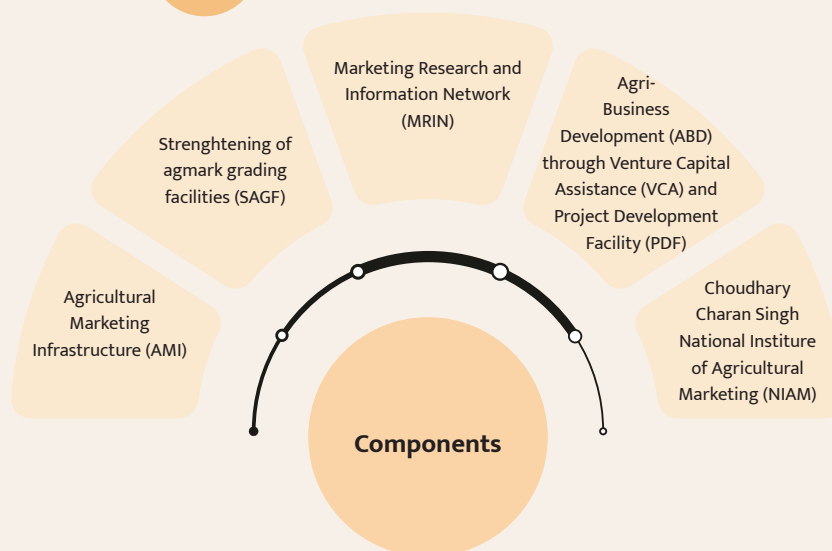 Agricultural
Marketing
Infrastructure (AMI)
Strenghtening of
agmark grading
facilities (SAGF)
Marketing Research and
Information Network
(MRIN)
Agri-
Business
Development (ABD)
through Venture Capital
Assistance (VCA) and
Project Development
Facility (PDF)
Choudhary
Charan Singh
National Institure
of Agricultural
Marketing (NIAM)
Components